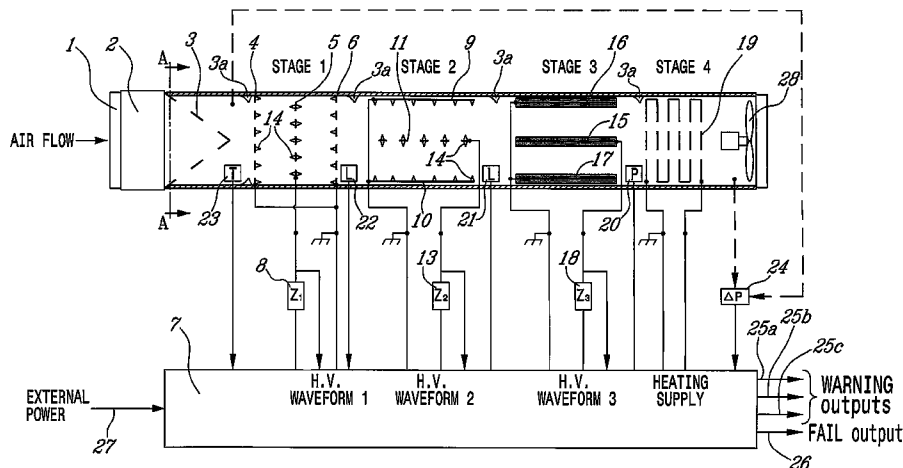 1 2 3 4 5 6 11 9 16 19 28
A 3a STAGE 1 3a STAGE 2 3a STAGE 3 3a STAGE 4
AIR FLOW
14 14 15
14
T L L P
A 23 22 10 21 17 20
8 Z1 13 Z2 18 Z3 24
ΔP
25a
25b
25c
7
H.V. WAVEFORM 1
H.V. WAVEFORM 2
H.V. WAVEFORM 3
HEATING SUPPLY
WARNING outputs
EXTERNAL POWER
27
FAIL output
26